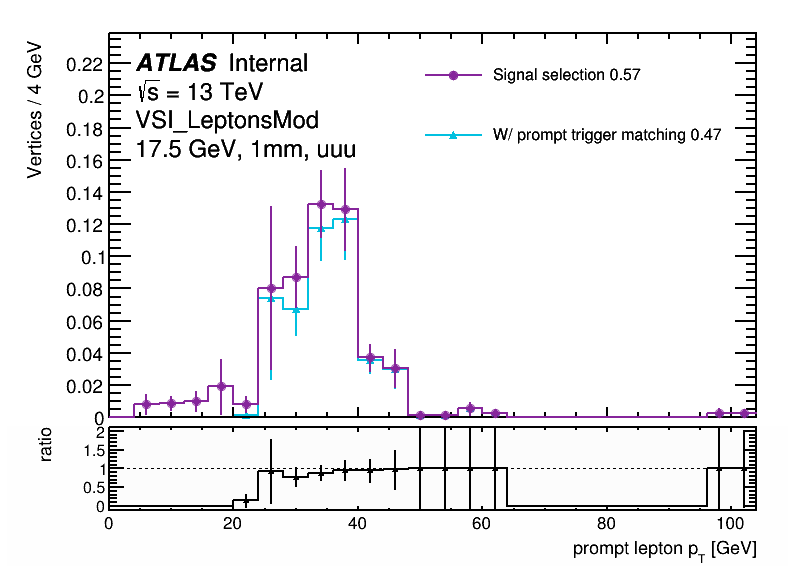 ATLAS Internal
√s = 13 TeV
VSI_LeptonsMod
17.5 GeV, 1mm, uuu
Signal selection 0.57
W/ prompt trigger matching 0.47
Vertices / 4 GeV
0.22
0.2
0.18
0.16
0.14
0.12
0.1
0.08
0.06
0.04
0.02
0
ratio
2
1.5
1
0.5
0
0 20 40 60 80 100
prompt lepton p_T [GeV]